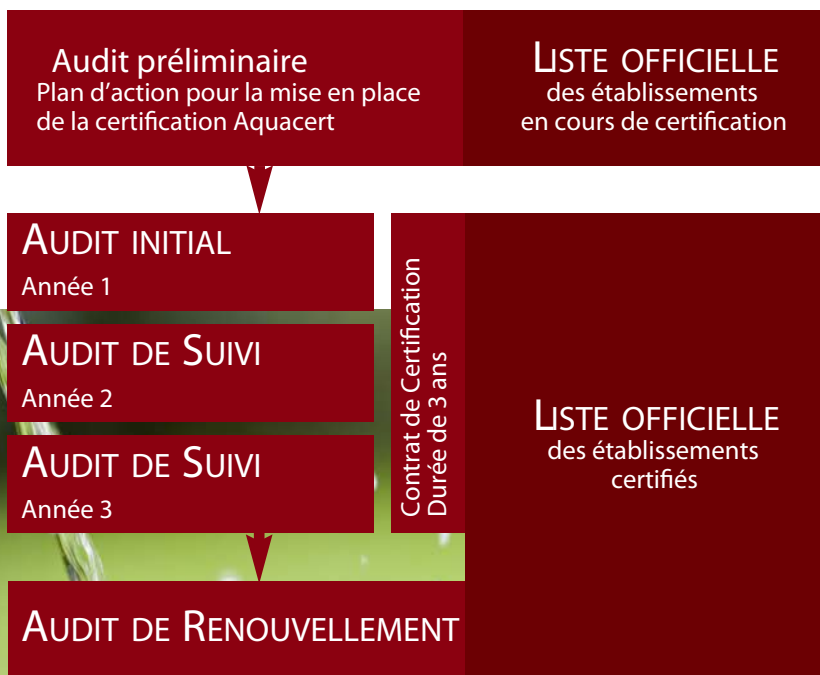 Audit préliminaire
Plan d’action pour la mise en place
de la certification Aquacert
LISTE OFFICIELLE
des établissements
en cours de certification
AUDIT INITIAL
Année 1
AUDIT DE SUIVI
Année 2
AUDIT DE SUIVI
Année 3
Contrat de Certification
Durée de 3 ans
LISTE OFFICIELLE
des établissements
certifiés
AUDIT DE RENOUVELLEMENT